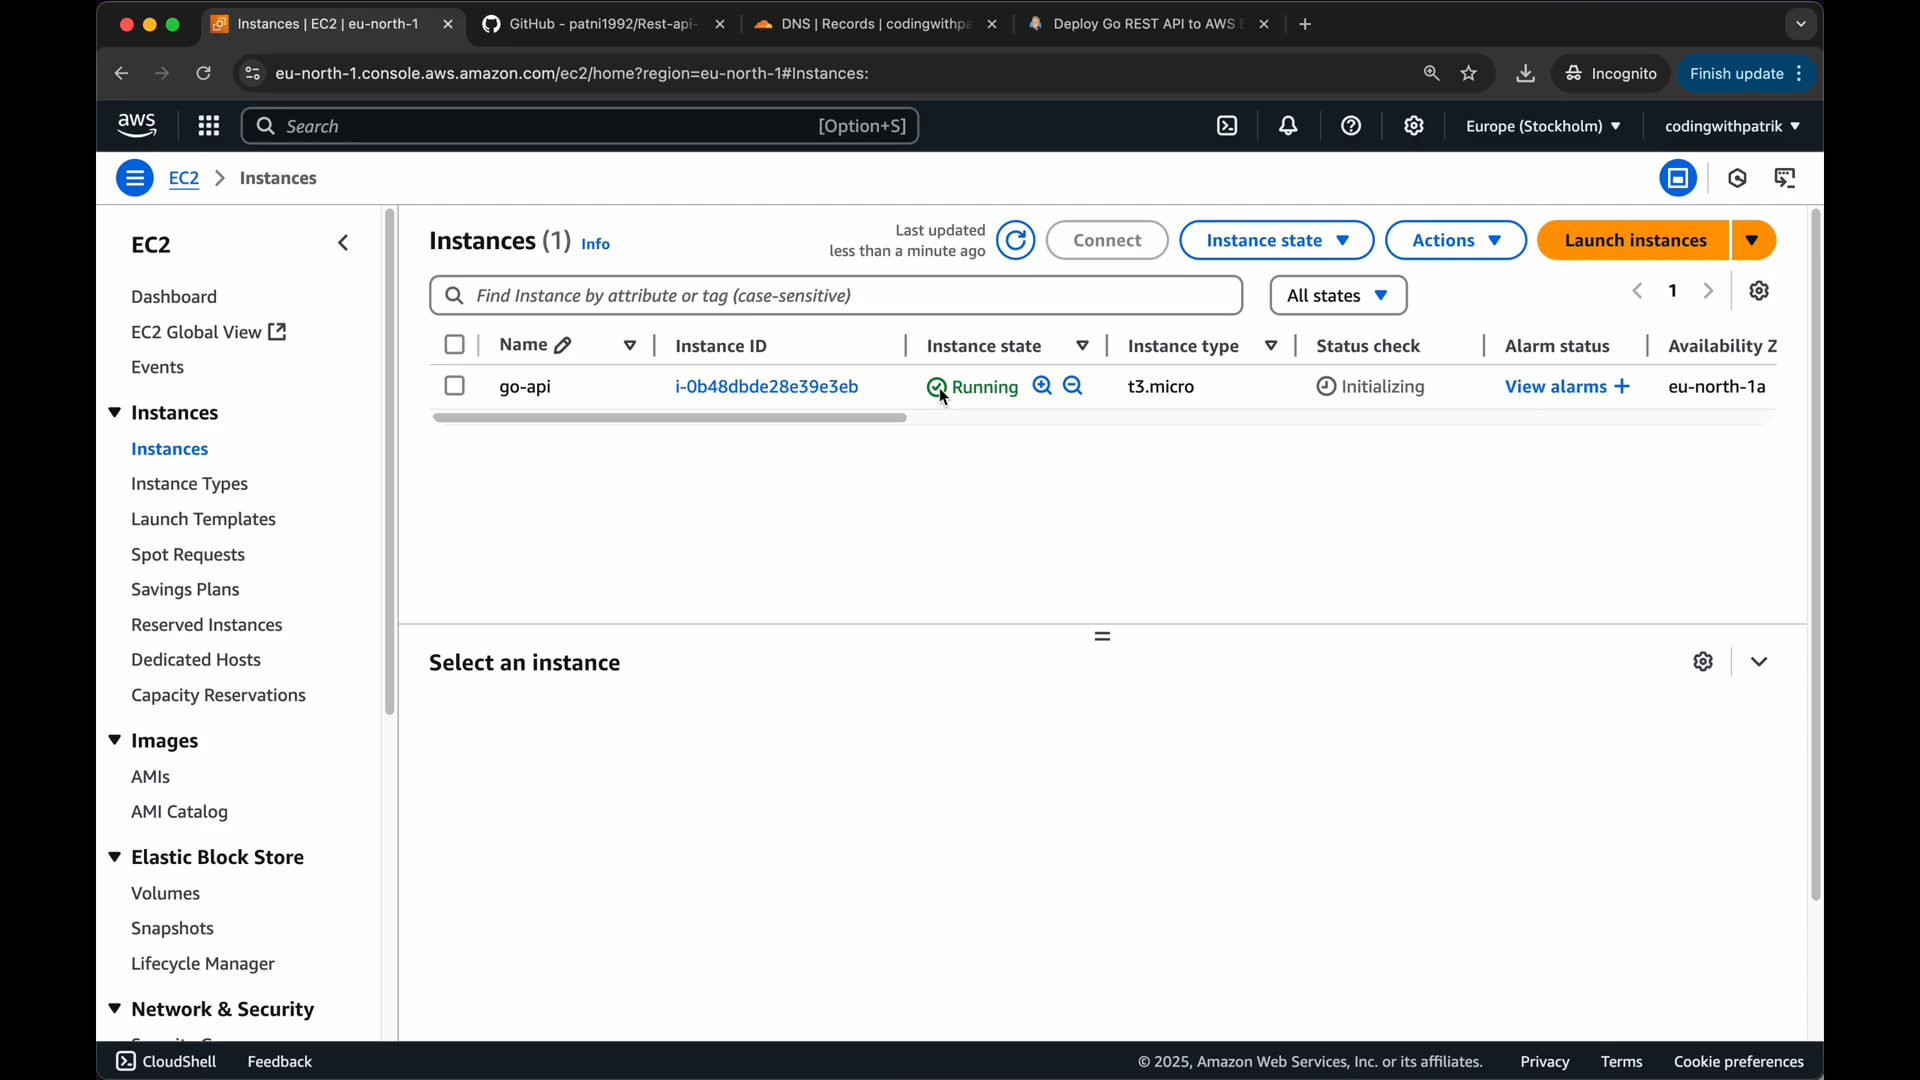 Instances | EC2 | eu-north-1
GitHub - patni1992/Rest-api-
DNS | Records | codingwithpa
Deploy Go REST API to AWS E
eu-north-1.console.aws.amazon.com/ec2/home?region=eu-north-1#Instances:
Incognito
Finish update
aws
Search
[Option+S]
Europe (Stockholm)
codingwithpatrik
EC2
Instances
EC2
Dashboard
EC2 Global View
Events
Instances
Instances
Instance Types
Launch Templates
Spot Requests
Savings Plans
Reserved Instances
Dedicated Hosts
Capacity Reservations
Images
AMIs
AMI Catalog
Elastic Block Store
Volumes
Snapshots
Lifecycle Manager
Network & Security
Instances (1) Info
Last updated
less than a minute ago
Connect
Instance state
Actions
Launch instances
Find Instance by attribute or tag (case-sensitive)
All states
1
Name
Instance ID
Instance state
Instance type
Status check
Alarm status
Availability Z
go-api
i-0b48dbde28e39e3eb
Running
t3.micro
Initializing
View alarms +
eu-north-1a
Select an instance
CloudShell
Feedback
© 2025, Amazon Web Services, Inc. or its affiliates.
Privacy
Terms
Cookie preferences